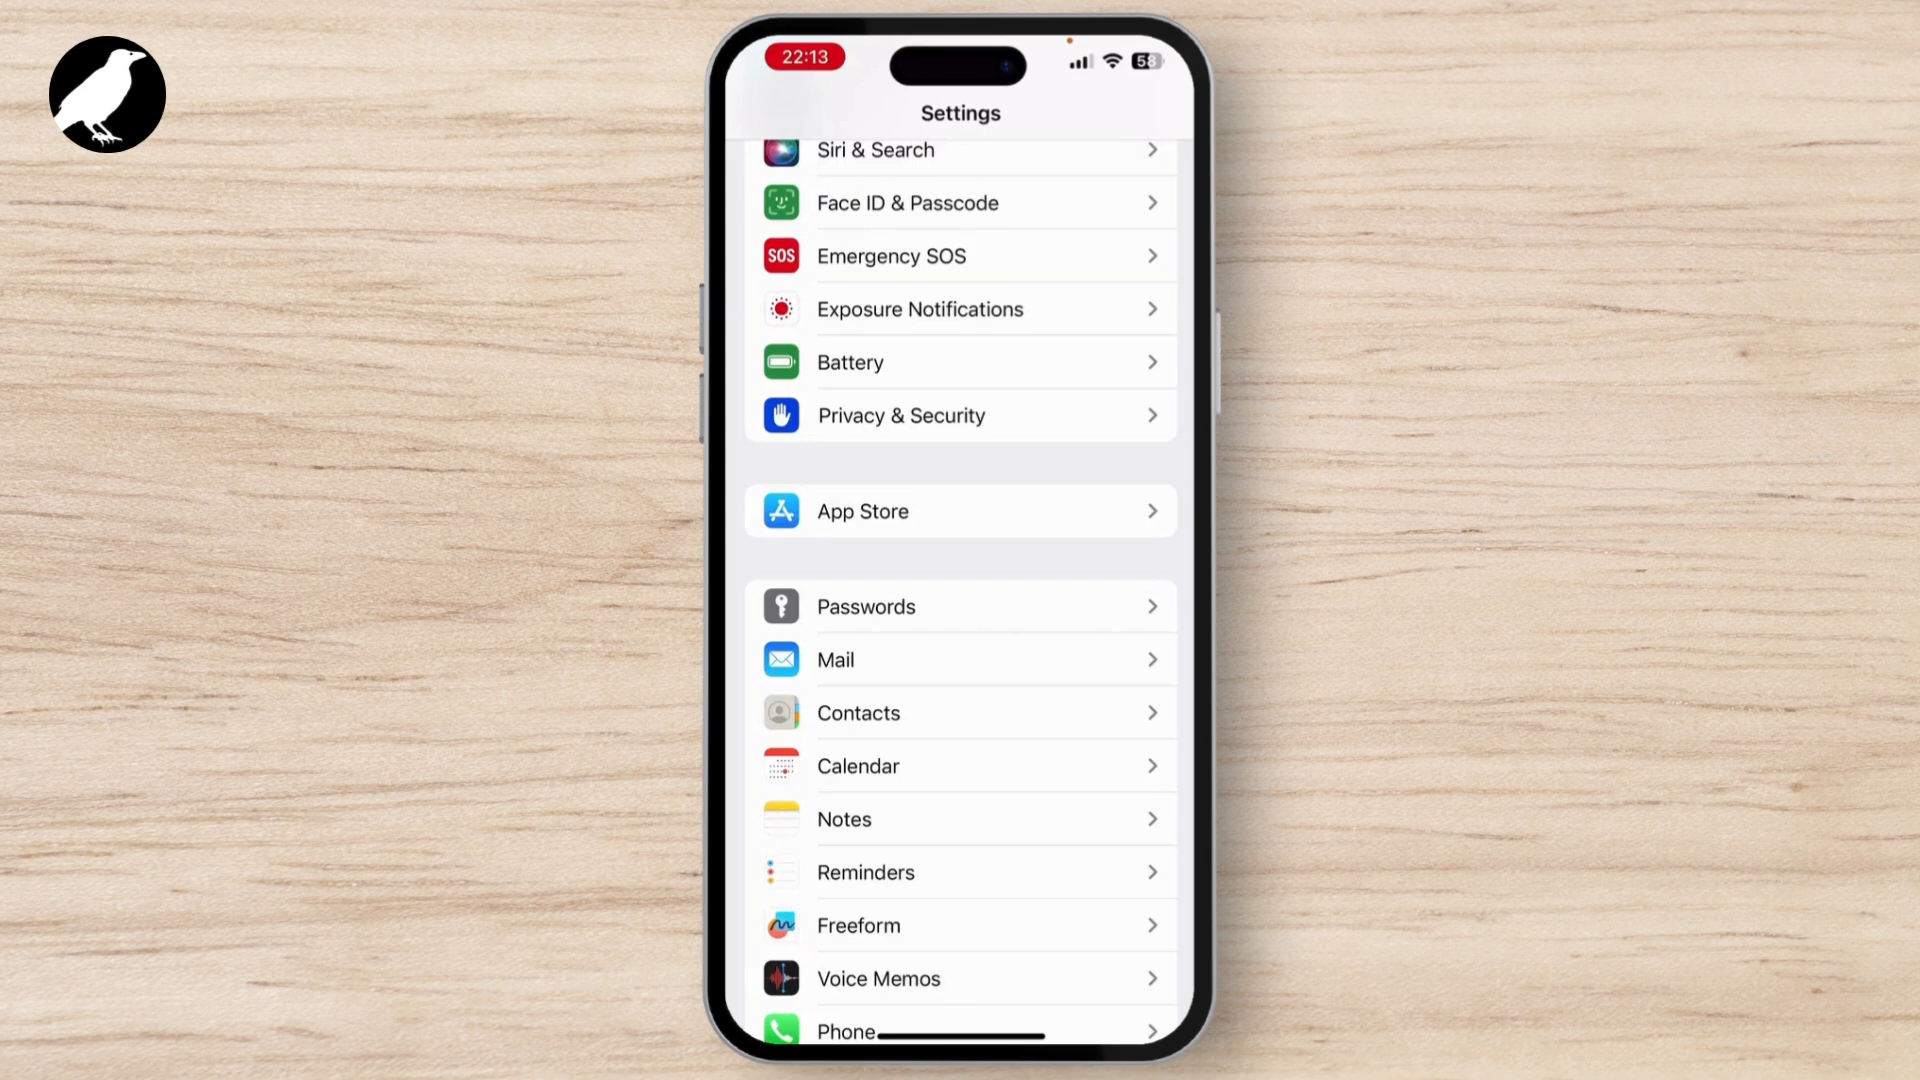 22:13
58
Settings
Siri & Search
Face ID & Passcode
SOS
Emergency SOS
Exposure Notifications
Battery
Privacy & Security
App Store
Passwords
Mail
Contacts
Calendar
Notes
Reminders
Freeform
Voice Memos
Phone